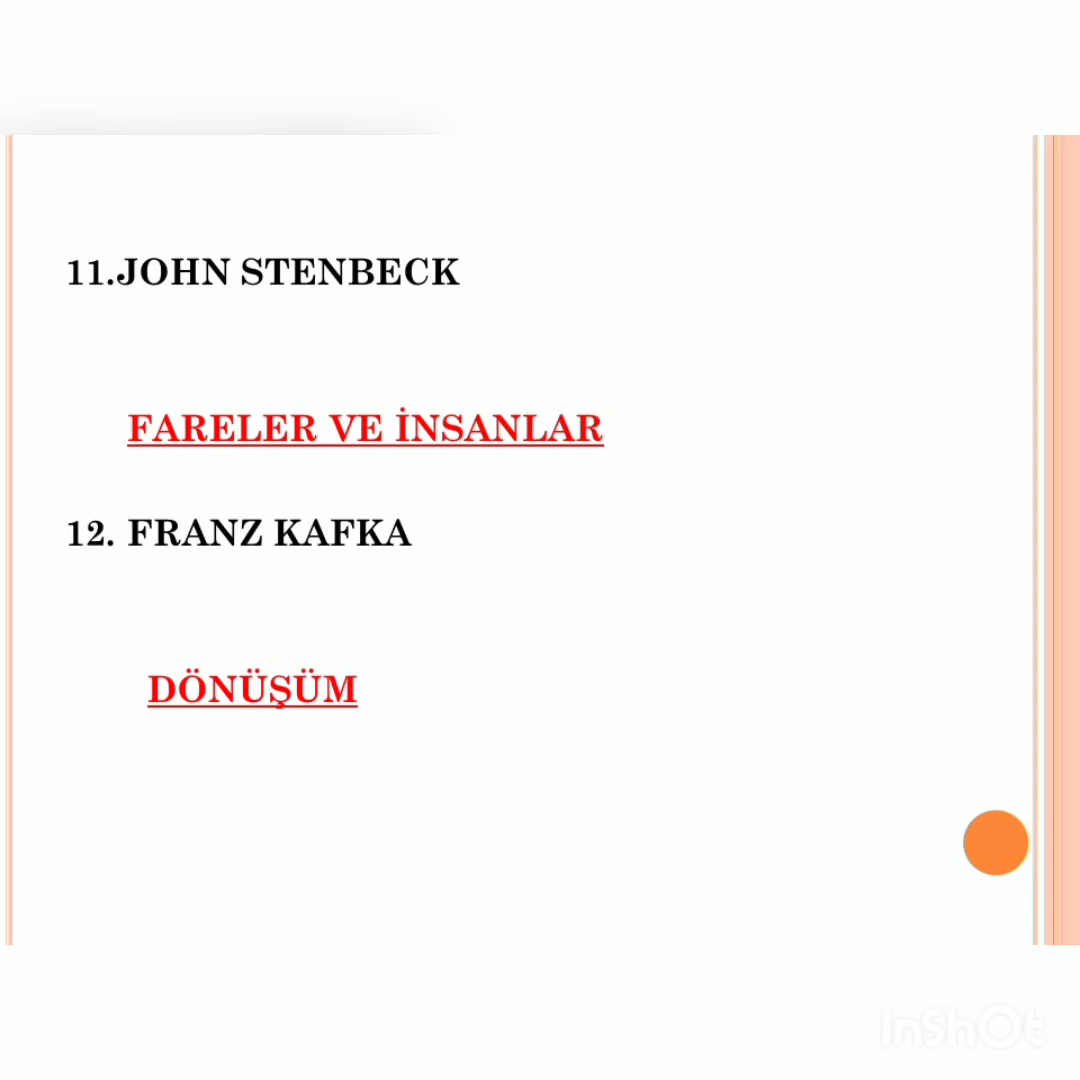 11.JOHN STENBECK
FARELER VE İNSANLAR
12. FRANZ KAFKA
DÖNÜŞÜM
InShOt